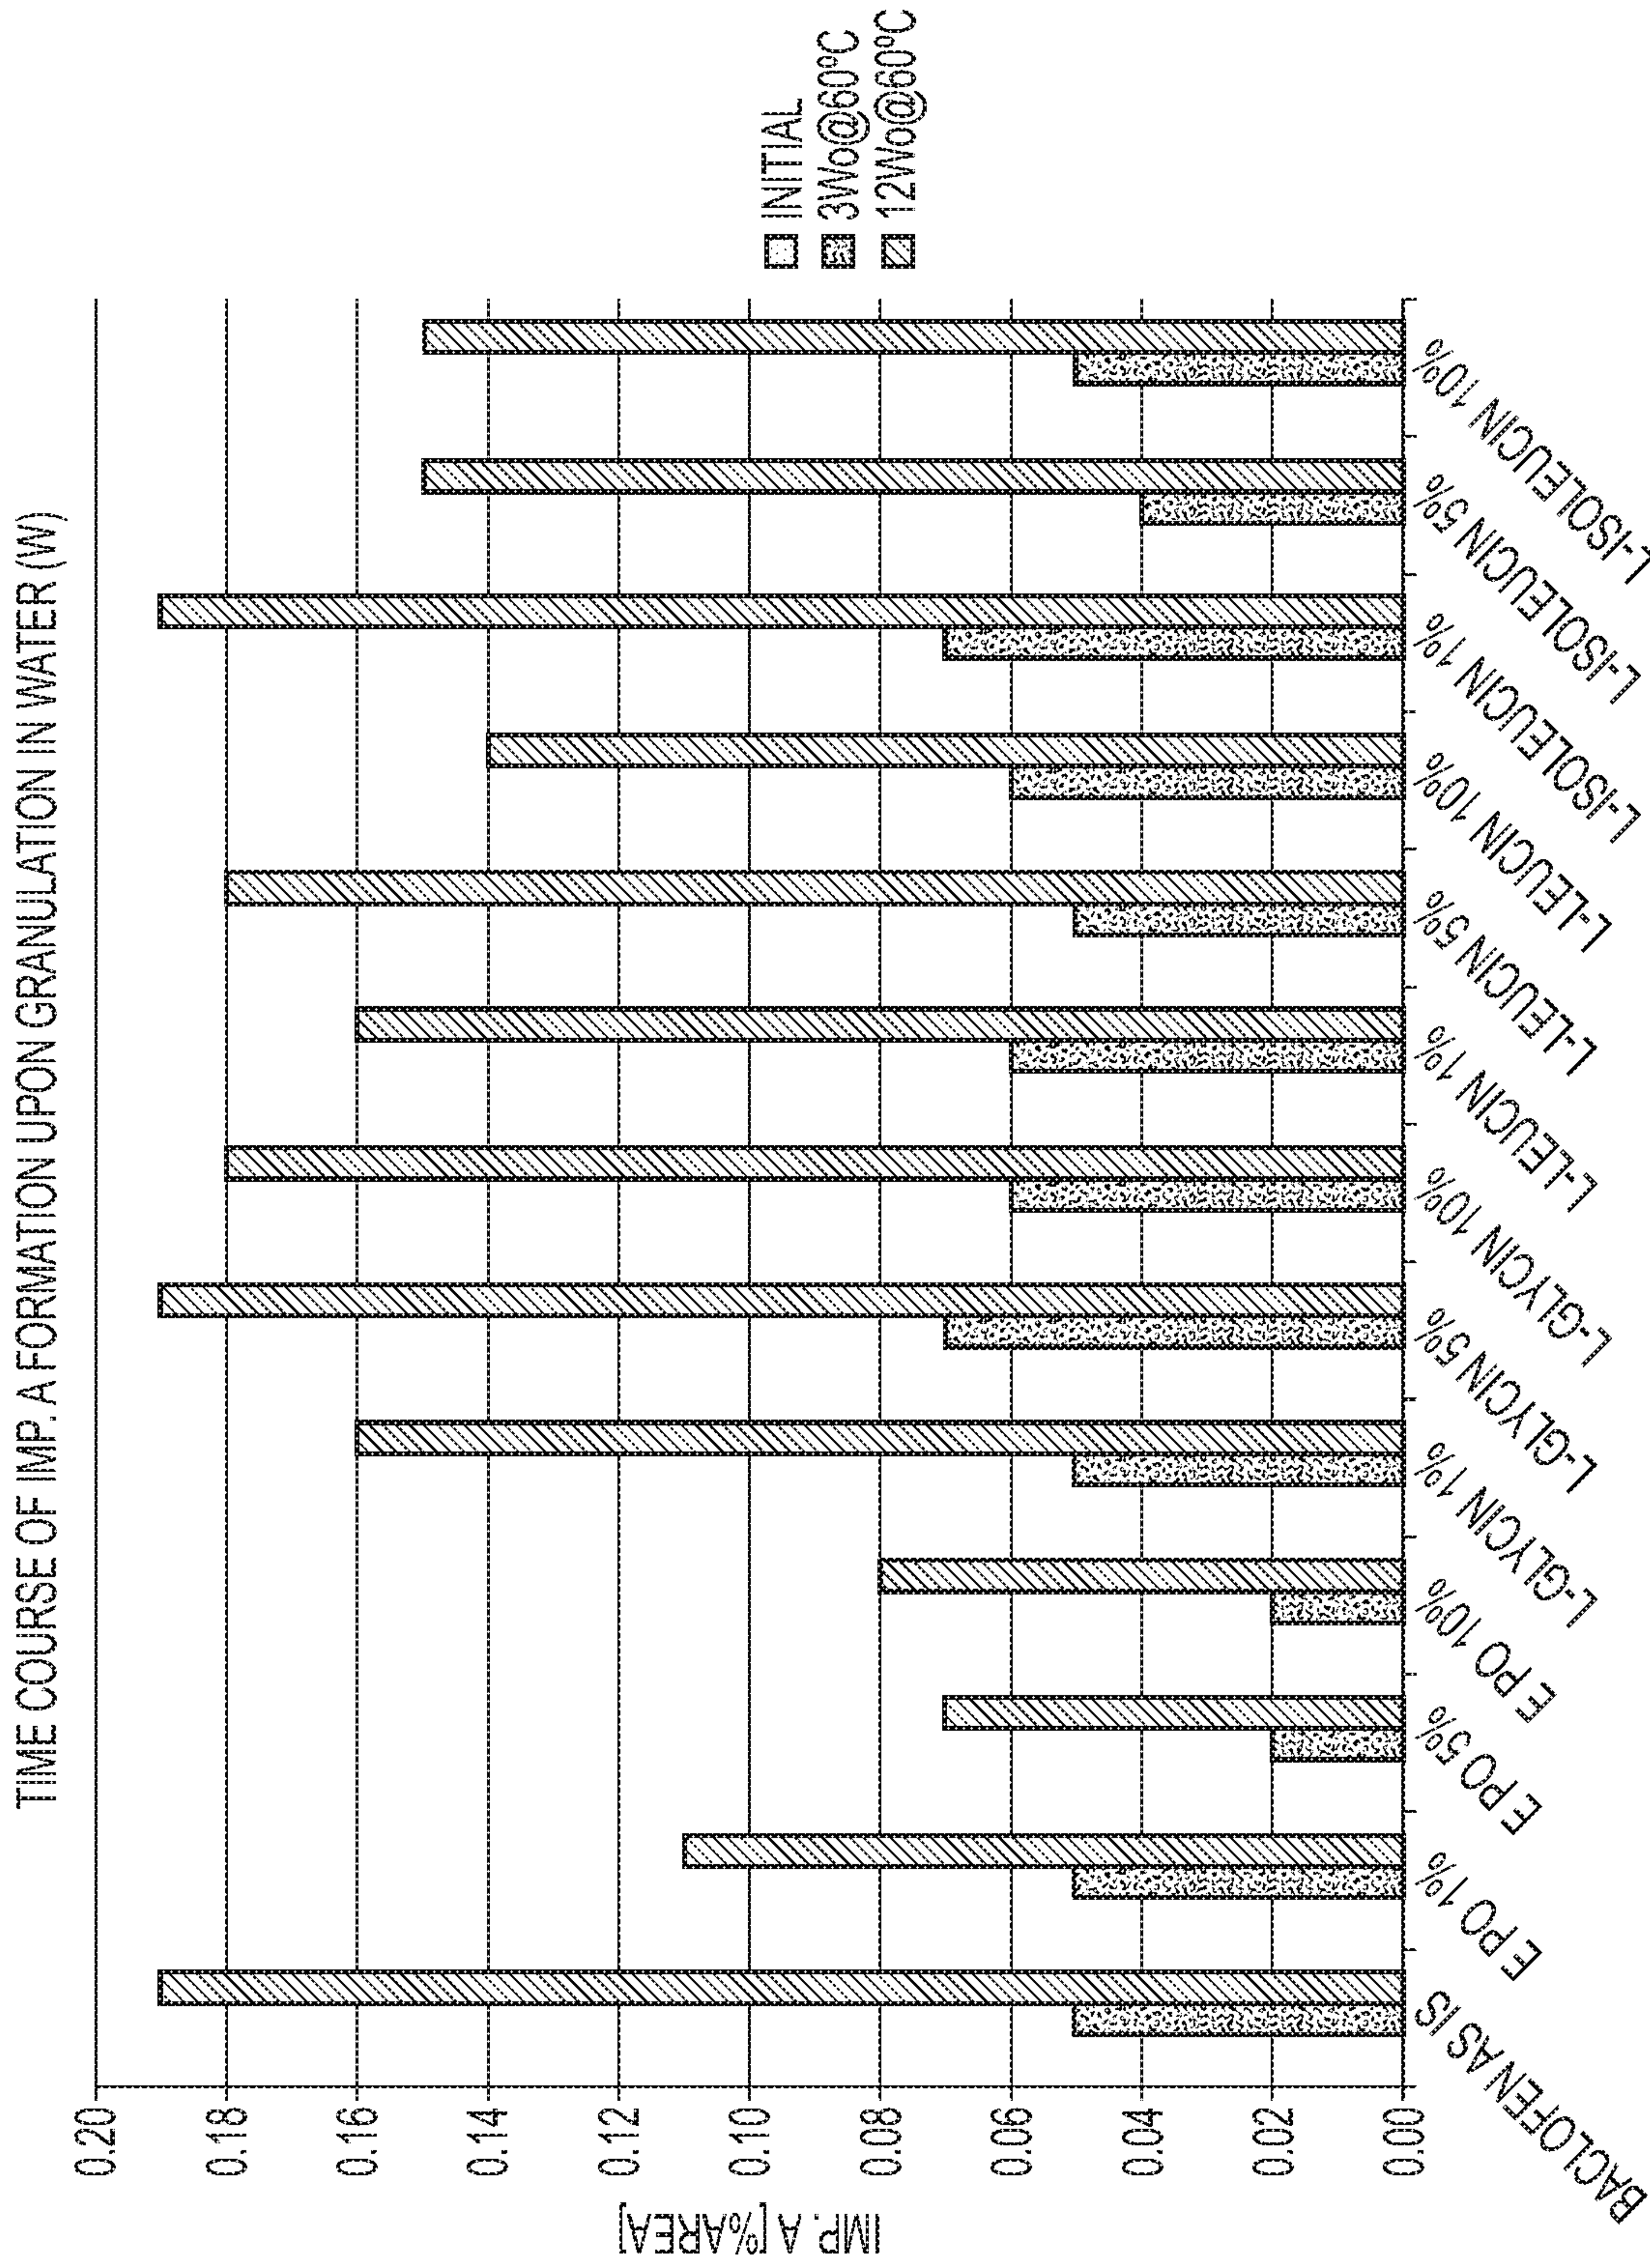 TIME COURSE OF IMP. A FORMATION UPON GRANULATION IN WATER (W)
IMP. A [%AREA]
0.20
0.18
0.16
0.14
0.12
0.10
0.08
0.06
0.04
0.02
0.00
BACLOFEN AS IS
E PO 1%
E PO 5%
E PO 10%
L-GLYCIN 1%
L-GLYCIN 5%
L-GLYCIN 10%
L-LEUCIN 1%
L-LEUCIN 5%
L-LEUCIN 10%
L-ISOLEUCIN 1%
L-ISOLEUCIN 5%
L-ISOLEUCIN 10%
INITIAL
3Wo@60ºC
12Wo@60ºC